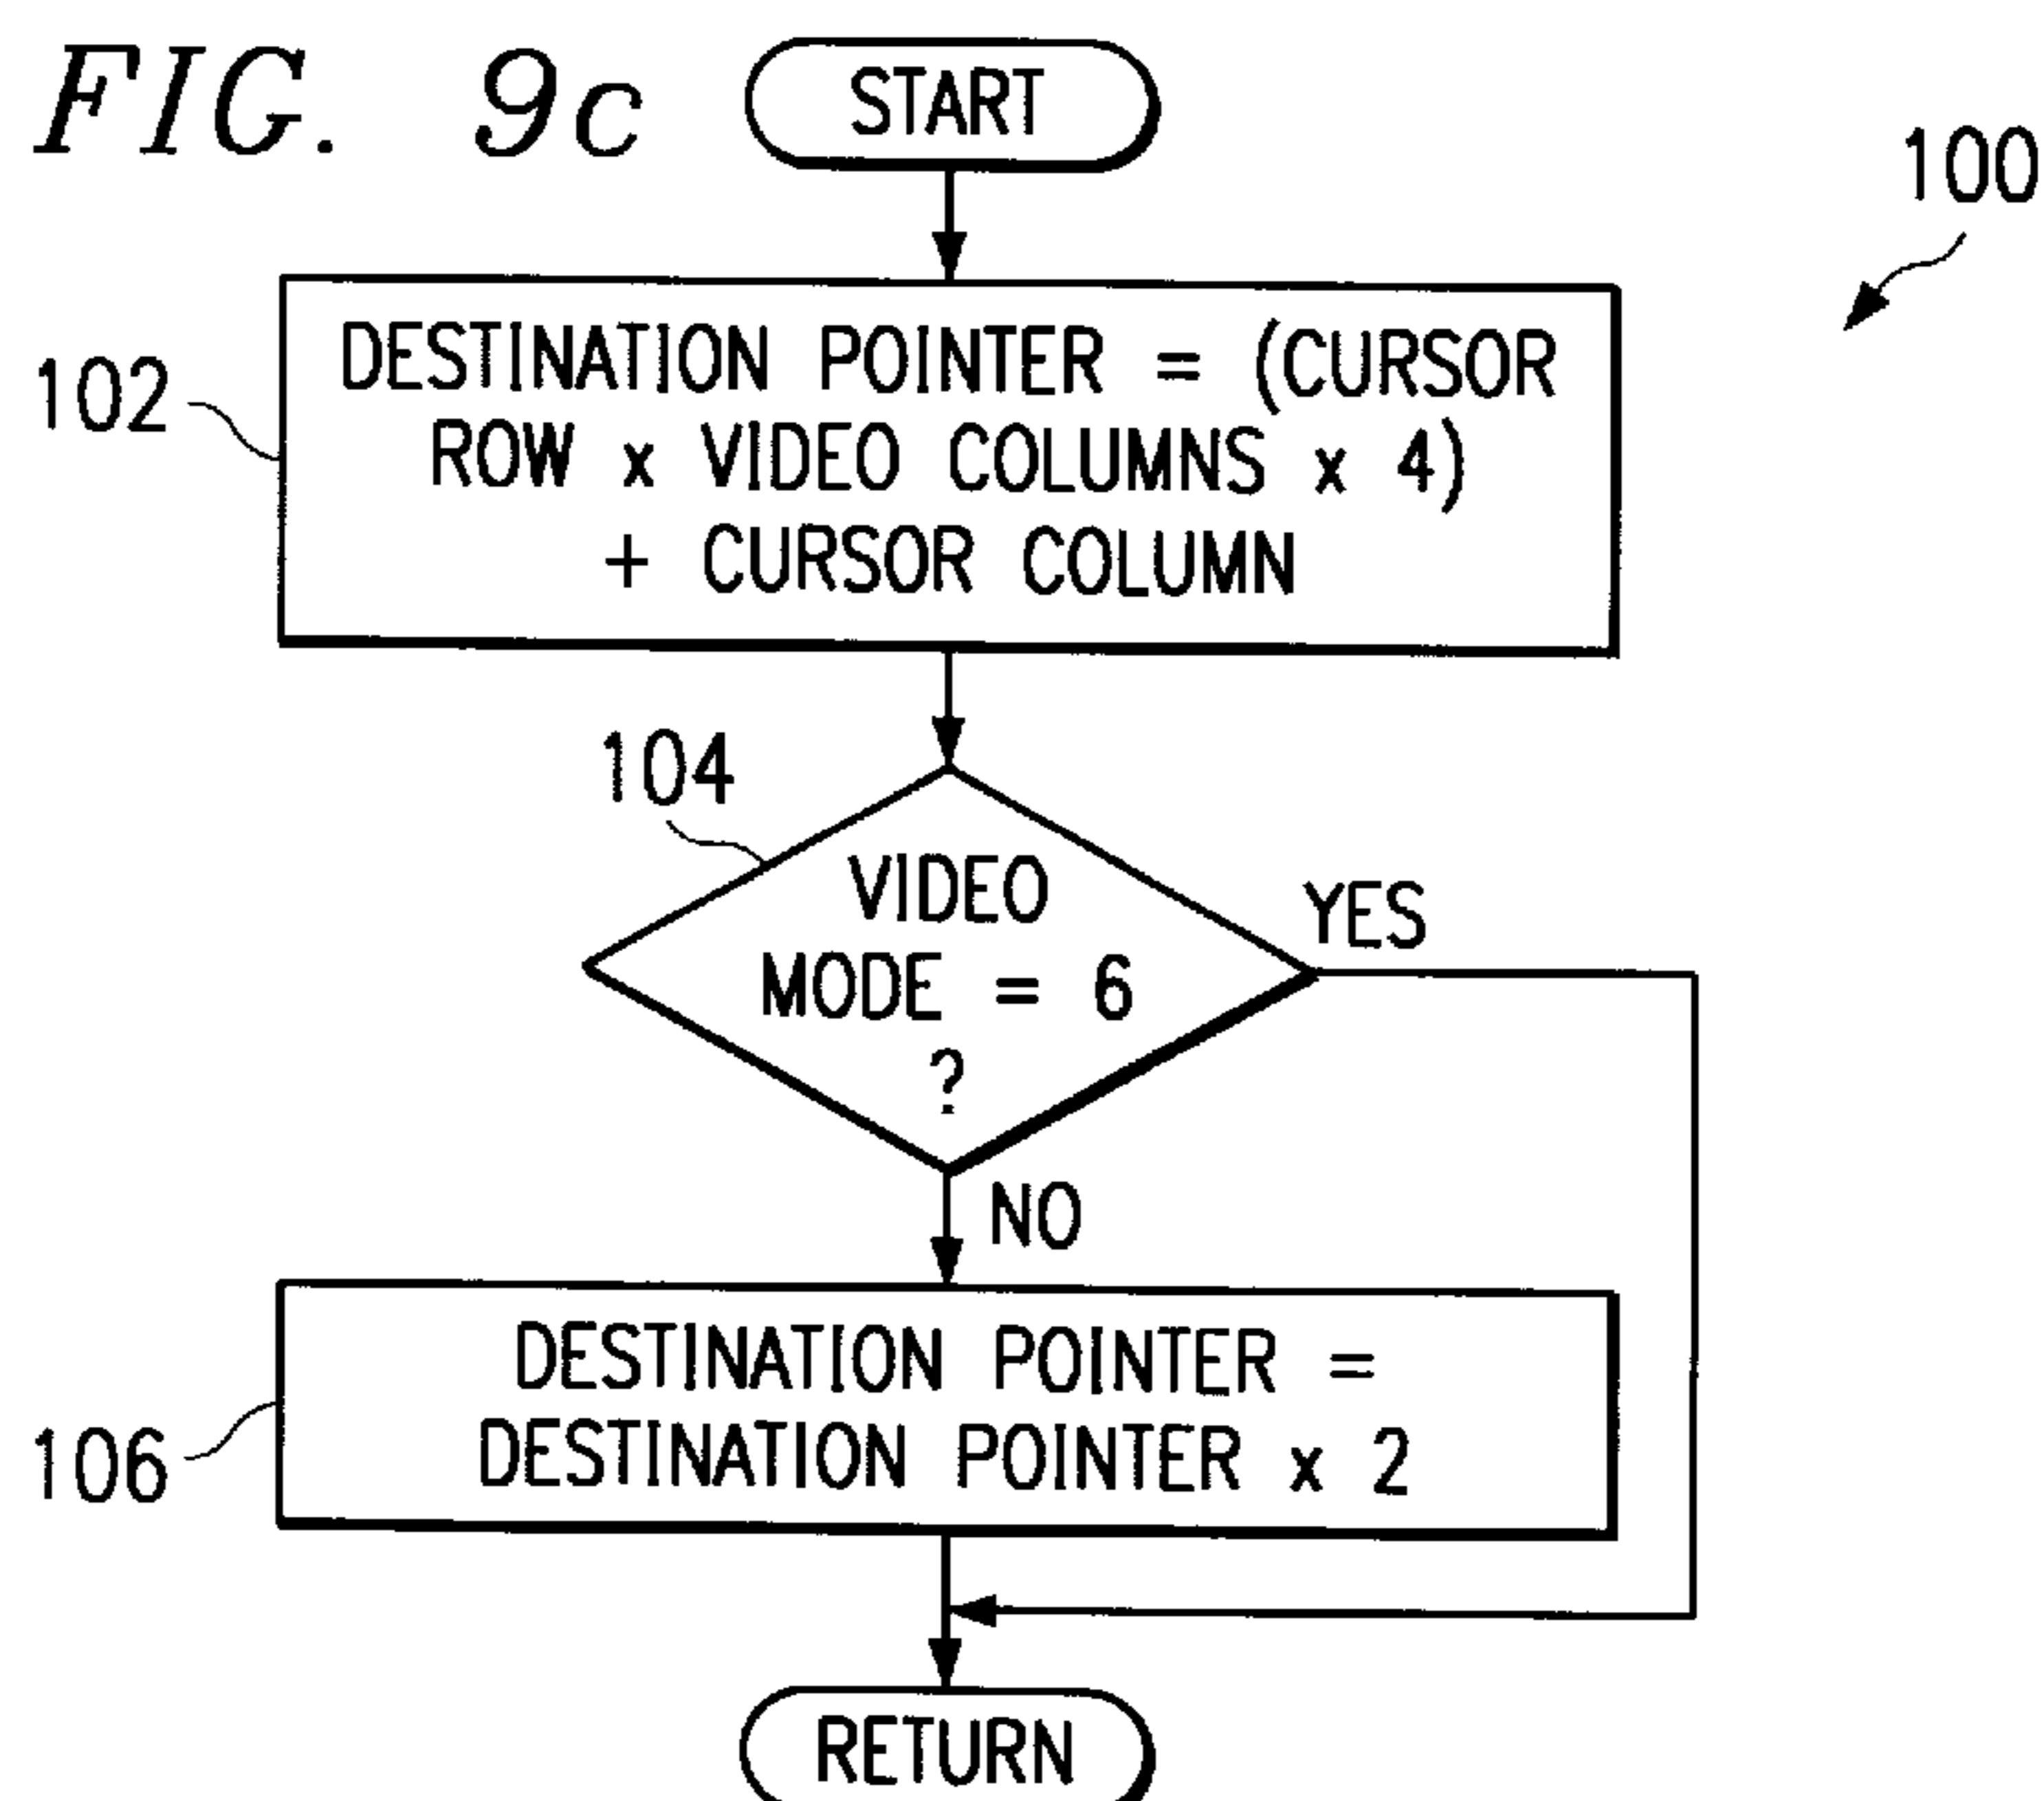 FIG. 9c
START
100
DESTINATION POINTER = (CURSOR
ROW x VIDEO COLUMNS x 4)
+ CURSOR COLUMN
102
104
VIDEO
MODE = 6
?
YES
NO
DESTINATION POINTER =
DESTINATION POINTER x 2
106
RETURN